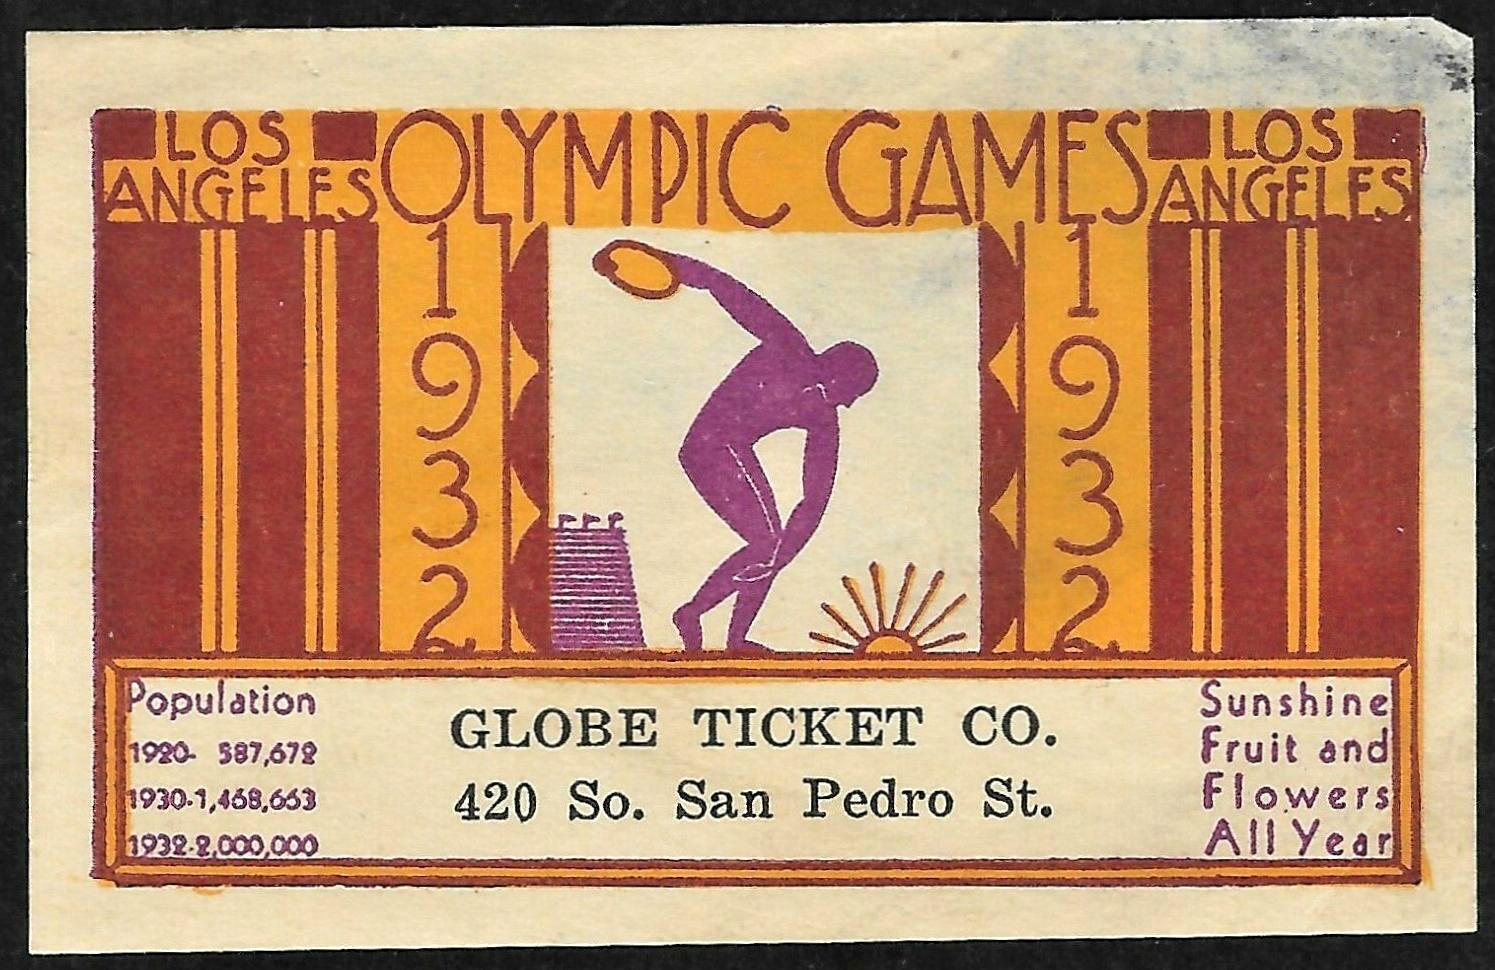 LOS ANGELES
OLYMPIC GAMES
LOS ANGELES
1932
1932
Population
1920- 587,672
1930-1,468,663
1932-2,000,000
GLOBE TICKET CO.
420 So. San Pedro St.
Sunshine
Fruit and
Flowers
All Year